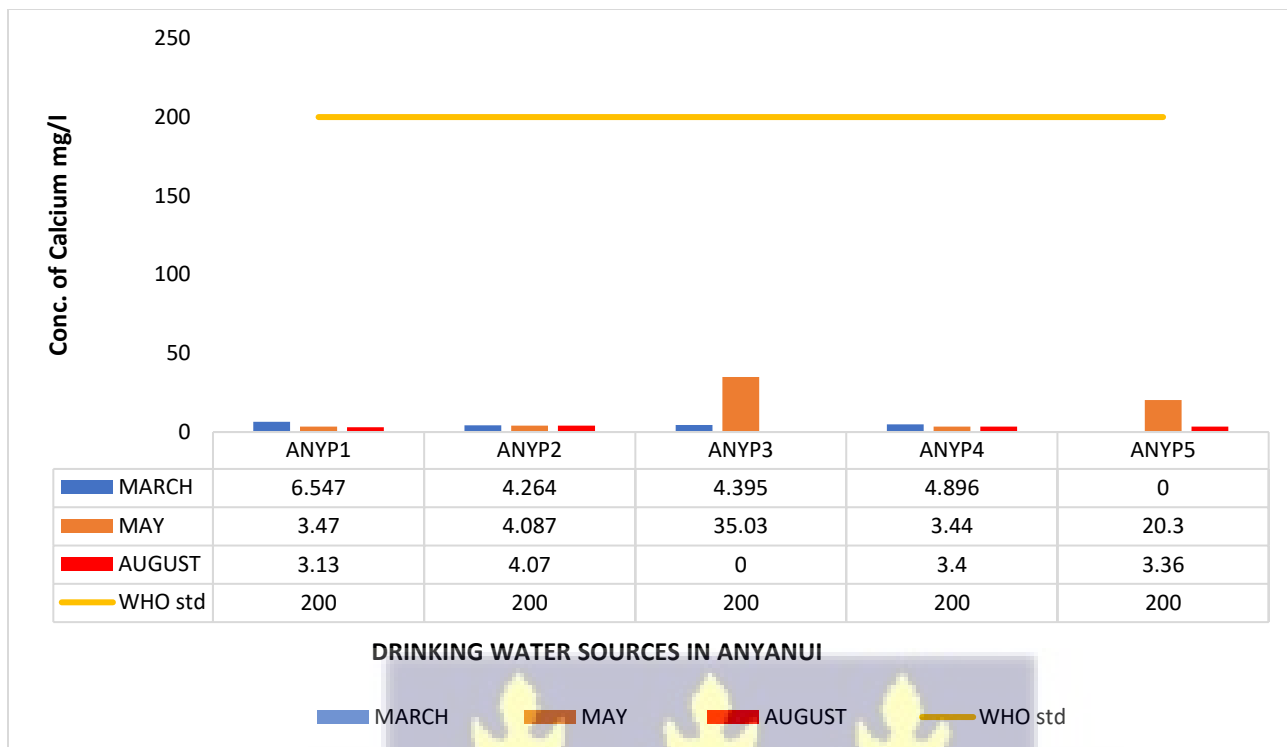 250
200
150
100
50
0
Conc. of Calcium mg/l
ANYP1 ANYP2 ANYP3 ANYP4 ANYP5
MARCH 6.547 4.264 4.395 4.896 0
MAY 3.47 4.087 35.03 3.44 20.3
AUGUST 3.13 4.07 0 3.4 3.36
WHO std 200 200 200 200 200
DRINKING WATER SOURCES IN ANYANUI
MARCH MAY AUGUST WHO std